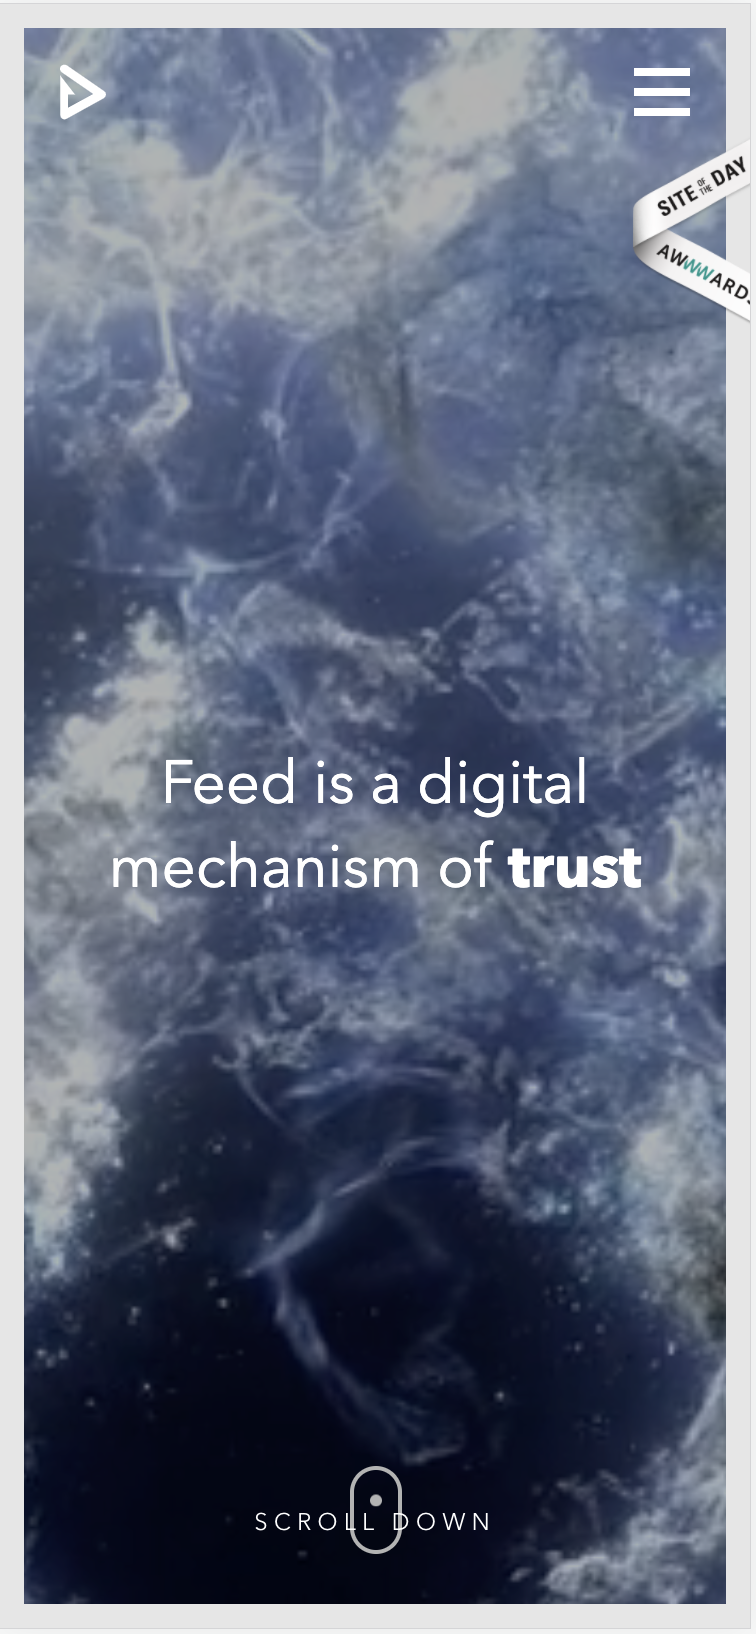 SITE OF THE DAY
AWWWARDS
Feed is a digital
mechanism of trust
SCROLL DOWN